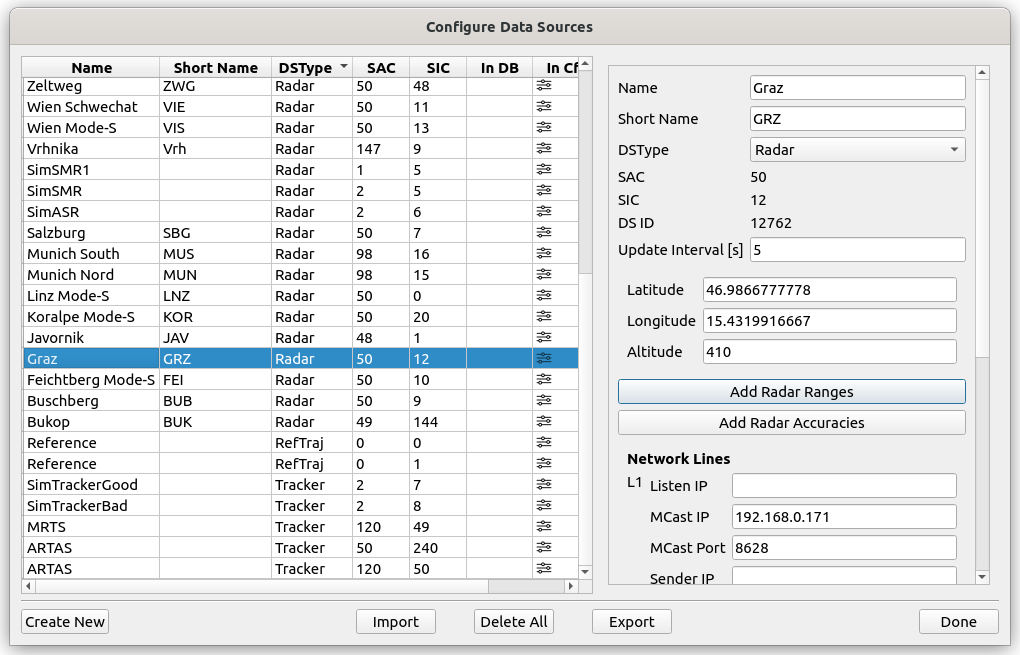 Configure Data Sources
Name Short Name DSType SAC SIC In DB In Cf
Zeltweg ZWG Radar 50 48
Wien Schwechat VIE Radar 50 11
Wien Mode-S VIS Radar 50 13
Vrhnika Vrh Radar 147 9
SimSMR1 Radar 1 5
SimSMR Radar 2 5
SimASR Radar 2 6
Salzburg SBG Radar 50 7
Munich South MUS Radar 98 16
Munich Nord MUN Radar 98 15
Linz Mode-S LNZ Radar 50 0
Koralpe Mode-S KOR Radar 50 20
Javornik JAV Radar 48 1
Graz GRZ Radar 50 12
Feichtberg Mode-S FEI Radar 50 10
Buschberg BUB Radar 50 9
Bukop BUK Radar 49 144
Reference RefTraj 0 0
Reference RefTraj 0 1
SimTrackerGood Tracker 2 7
SimTrackerBad Tracker 2 8
MRTS Tracker 120 49
ARTAS Tracker 50 240
ARTAS Tracker 120 50
Name Graz
Short Name GRZ
DSType Radar
SAC 50
SIC 12
DS ID 12762
Update Interval [s] 5
Latitude 46.9866777778
Longitude 15.4319916667
Altitude 410
Add Radar Ranges
Add Radar Accuracies
Network Lines
L1 Listen IP
MCast IP 192.168.0.171
MCast Port 8628
Sender IP
Create New Import Delete All Export Done